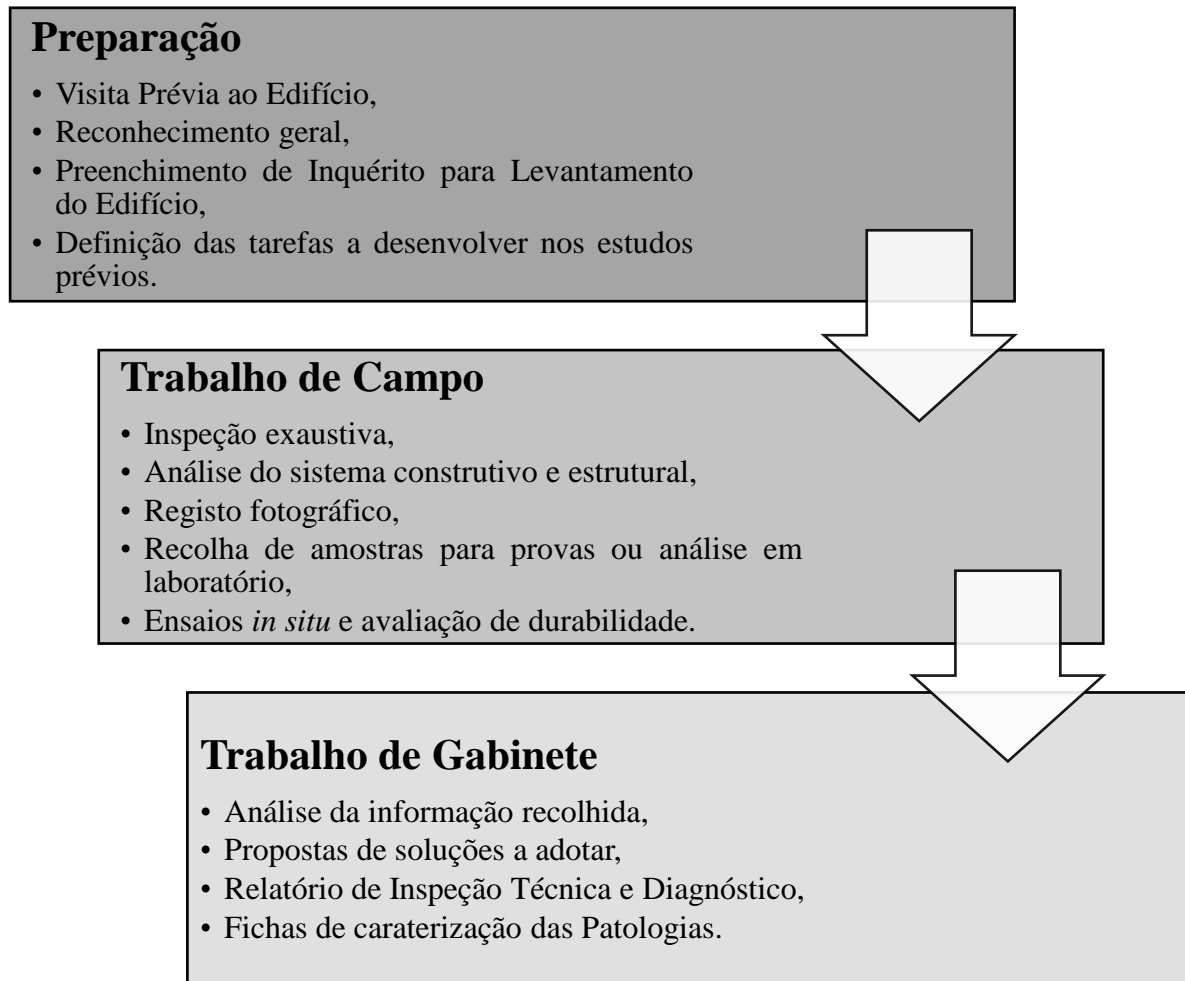 Preparação
• Visita Prévia ao Edifício,
• Reconhecimento geral,
• Preenchimento de Inquérito para Levantamento
do Edifício,
• Definição das tarefas a desenvolver nos estudos
prévios.
Trabalho de Campo
• Inspeção exaustiva,
• Análise do sistema construtivo e estrutural,
• Registo fotográfico,
• Recolha de amostras para provas ou análise em
laboratório,
• Ensaios in situ e avaliação de durabilidade.
Trabalho de Gabinete
• Análise da informação recolhida,
• Propostas de soluções a adotar,
• Relatório de Inspeção Técnica e Diagnóstico,
• Fichas de caraterização das Patologias.